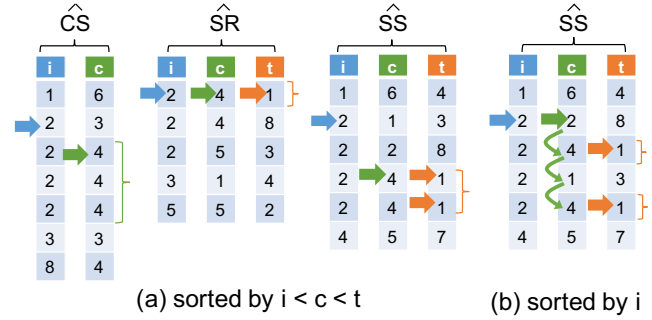 CS SR SS SS
i c i c t i c t i c t
1 6 2 4 1 1 6 4 1 6 4
2 3 2 4 8 2 1 3 2 2 8
2 4 2 5 3 2 2 8 2 4 1
2 4 3 1 4 2 4 1 2 1 3
2 4 5 5 2 2 4 1 2 4 1
3 3 4 5 7 4 5 7
8 4
(a) sorted by i < c < t (b) sorted by i